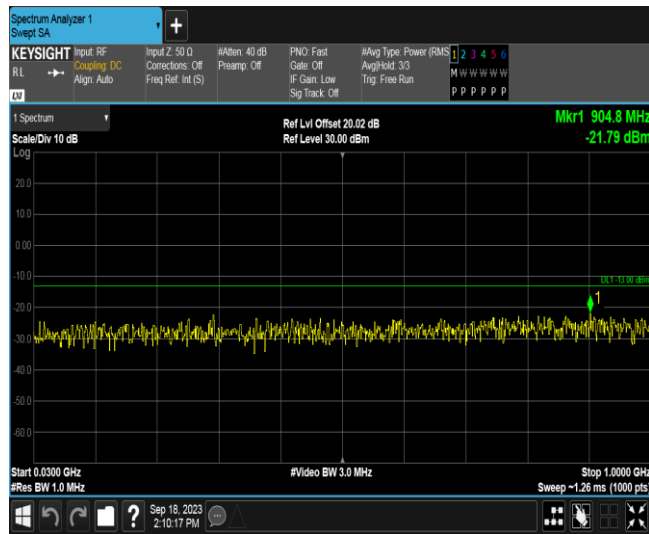 Spectrum Analyzer 1
Swept SA
+
KEYSIGHT
RL
LXI
Input: RF
Coupling: DC
Align: Auto
Input Z: 50 Ω
Corrections: Off
Freq Ref: Int (S)
#Atten: 40 dB
Preamp: Off
PNO: Fast
Gate: Off
IF Gain: Low
Sig Track: Off
#Avg Type: Power (RMS
Avg|Hold: 3/3
Trig: Free Run
1 2 3 4 5 6
M W W W W W
P P P P P P
1 Spectrum
Scale/Div 10 dB
Log
Ref Lvl Offset 20.02 dB
Ref Level 30.00 dBm
Mkr1 904.8 MHz
-21.79 dBm
20.0
10.0
0.00
-10.0
DL1 -13.00 dBm
1
-20.0
-30.0
-40.0
-50.0
-60.0
Start 0.0300 GHz
#Res BW 1.0 MHz
#Video BW 3.0 MHz
Stop 1.0000 GHz
Sweep ~1.26 ms (1000 pts)
?
Sep 18, 2023
2:10:17 PM